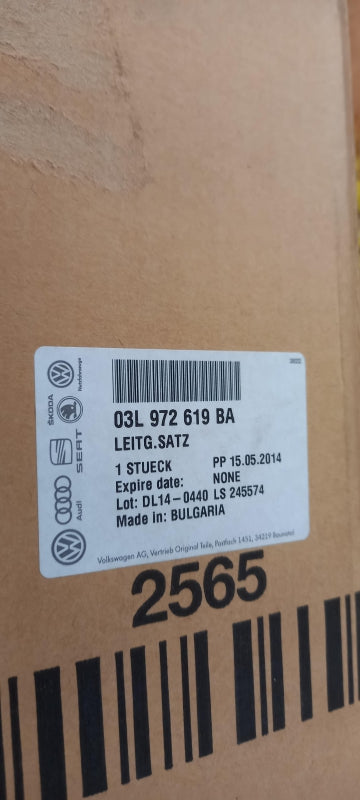 03L 972 619 BA
LEITG.SATZ
1 STUECK PP 15.05.2014
Expire date: NONE
Lot: DL14-0440 LS 245574
Made in: BULGARIA
Volkswagen AG, Vertrieb Original Teile, Postfach 1451, 34219 Baunatal
ŠKODA
SEAT
Audi
2565